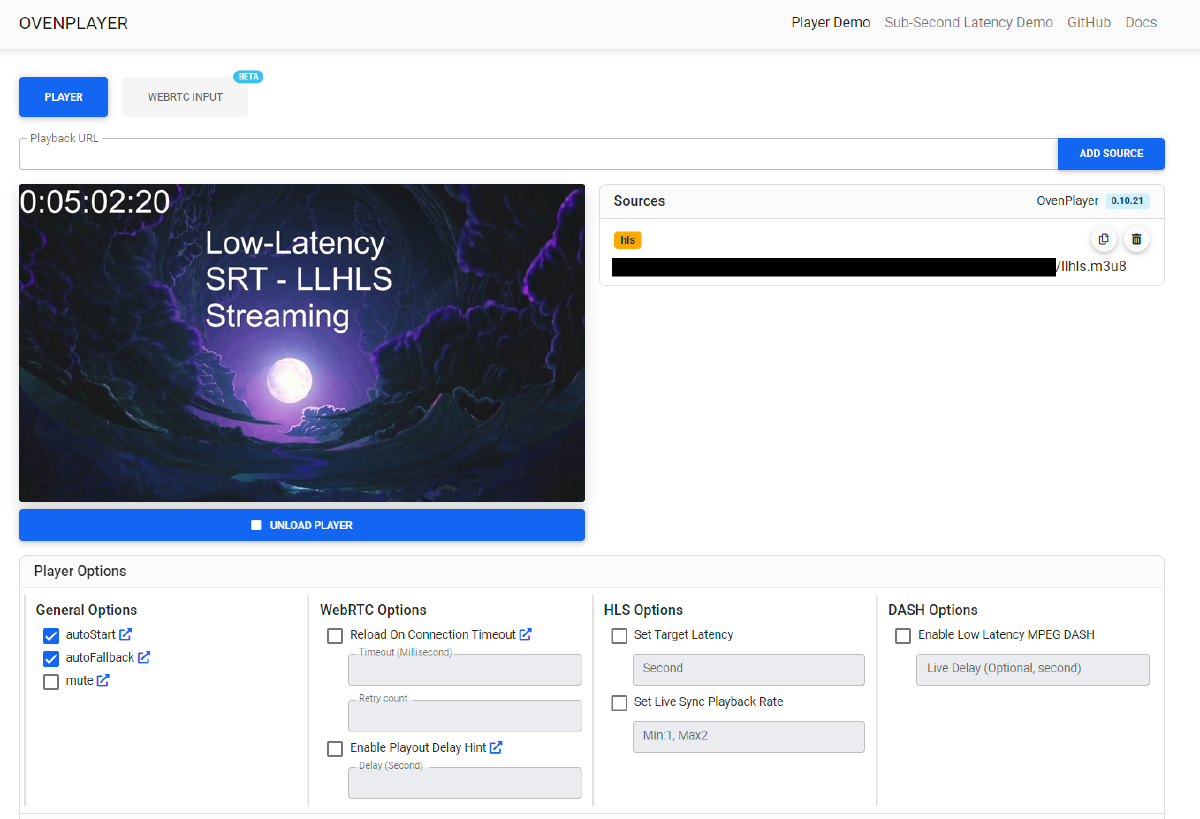 OVENPLAYER
Player Demo Sub-Second Latency Demo GitHub Docs
BETA
PLAYER WEBRTC INPUT
Playback URL
ADD SOURCE
0:05:02:20
Low-Latency
SRT - LLHLS
Streaming
UNLOAD PLAYER
Sources OvenPlayer 0.10.21
hls
/llhls.m3u8
Player Options
General Options
autoStart
autoFallback
mute
WebRTC Options
Reload On Connection Timeout
Timeout (Millisecond)
Retry count
Enable Playout Delay Hint
Delay (Second)
HLS Options
Set Target Latency
Second
Set Live Sync Playback Rate
Min:1, Max2
DASH Options
Enable Low Latency MPEG DASH
Live Delay (Optional, second)